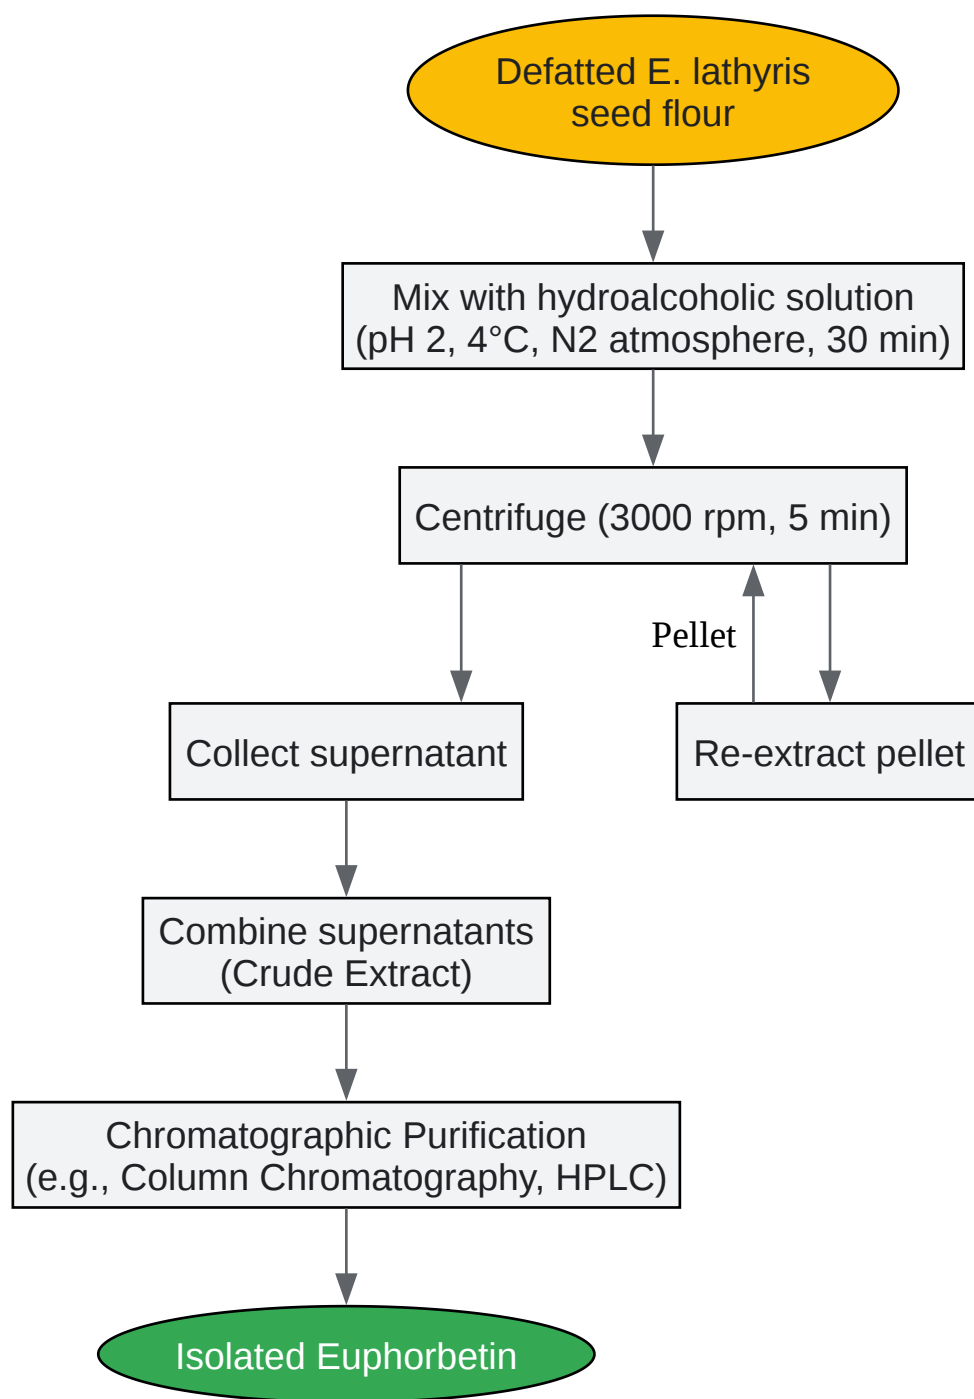 Defatted E. lathyris
seed flour
Mix with hydroalcoholic solution
(pH 2, 4°C, N2 atmosphere, 30 min)
Centrifuge (3000 rpm, 5 min)
Pellet
Collect supernatant
Re-extract pellet
Combine supernatants
(Crude Extract)
Chromatographic Purification
(e.g., Column Chromatography, HPLC)
Isolated Euphorbetin